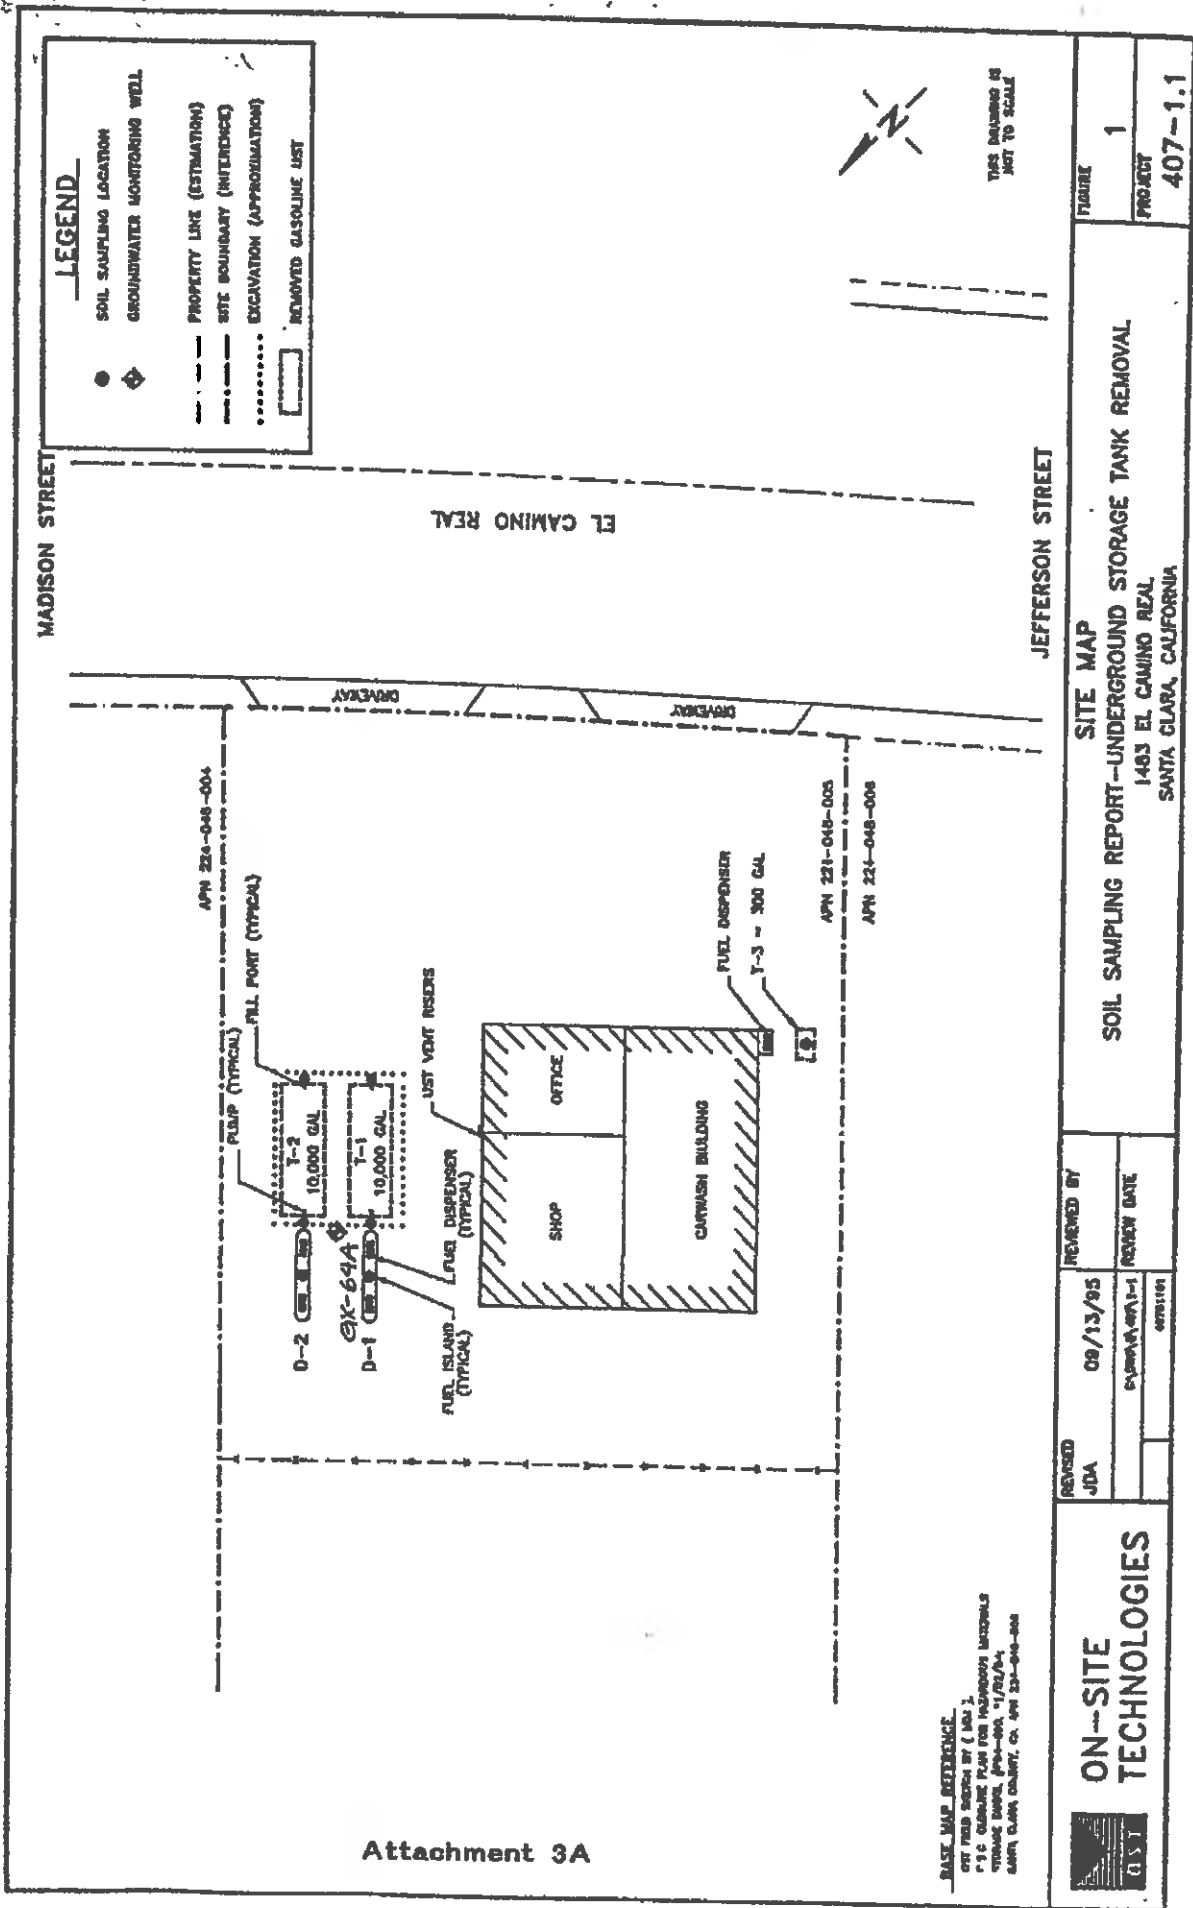 MADISON STREET
LEGEND
SOIL SAMPLING LOCATION
GROUNDWATER MONITORING WELL
PROPERTY LINE (ESTIMATION)
SITE BOUNDARY (INFERENCE)
EXCAVATION (APPROXIMATION)
REMOVED GASOLINE UST
EL CAMINO REAL
THIS DRAWING IS
NOT TO SCALE
N
JEFFERSON STREET
DRIVEWAY
DRIVEWAY
APN 224-048-004
PUMP (TYPICAL)
FILL PORT (TYPICAL)
T-2
10,000 GAL
T-1
10,000 GAL
D-2
GX-64A
D-1
FUEL ISLAND
(TYPICAL)
FUEL DISPENSER
(TYPICAL)
UST VENT RISERS
SHOP
OFFICE
CARWASH BUILDING
FUEL DISPENSER
T-3 ~ 300 GAL
APN 224-048-005
APN 224-048-006
Attachment 3A
BASE MAP REFERENCE
ON-SITE
TECHNOLOGIES
REVISED
JDA
09/13/95
REVIEWED BY
REVIEW DATE
SITE MAP
SOIL SAMPLING REPORT--UNDERGROUND STORAGE TANK REMOVAL
1483 EL CAMINO REAL
SANTA CLARA, CALIFORNIA
FIGURE
1
PROJECT
407-1.1